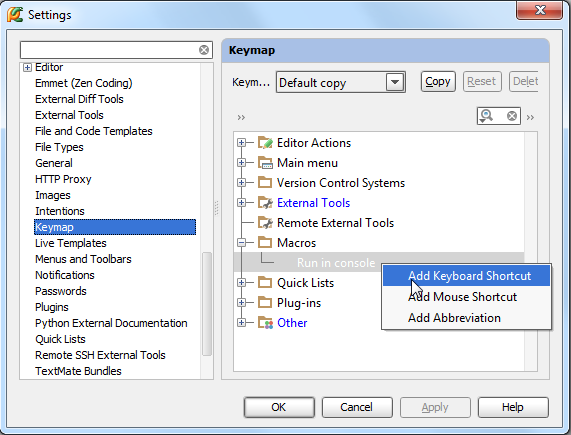 Settings
Editor
Emmet (Zen Coding)
External Diff Tools
External Tools
File and Code Templates
File Types
General
HTTP Proxy
Images
Intentions
Keymap
Live Templates
Menus and Toolbars
Notifications
Passwords
Plugins
Python External Documentation
Quick Lists
Remote SSH External Tools
TextMate Bundles
Keymap
Keym... Default copy Copy Reset Delet
›› ››
Editor Actions
Main menu
Version Control Systems
External Tools
Remote External Tools
Macros
Run in console
Quick Lists
Plug-ins
Other
Add Keyboard Shortcut
Add Mouse Shortcut
Add Abbreviation
OK Cancel Apply Help